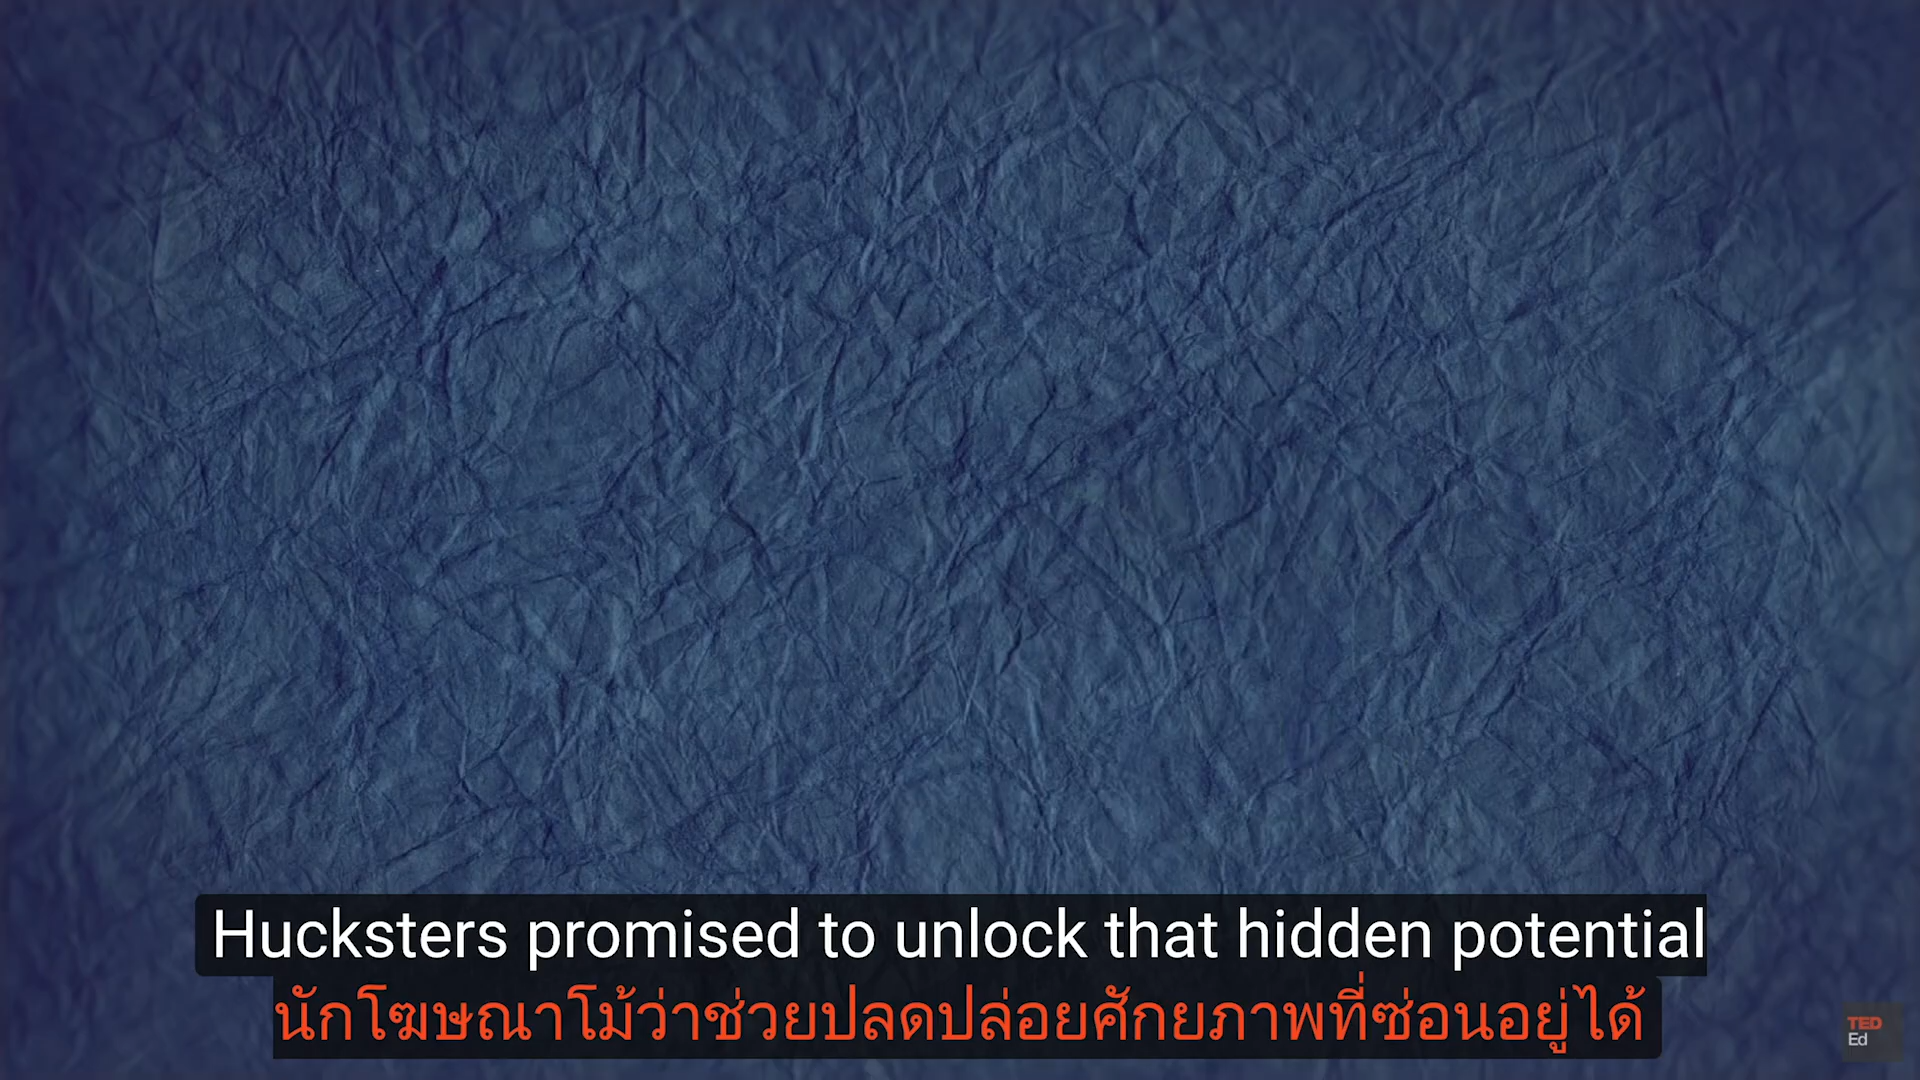 Hucksters promised to unlock that hidden potential
นักโฆษณาโม้ว่าช่วยปลดปล่อยศักยภาพที่ซ่อนอยู่ได้
TED
Ed